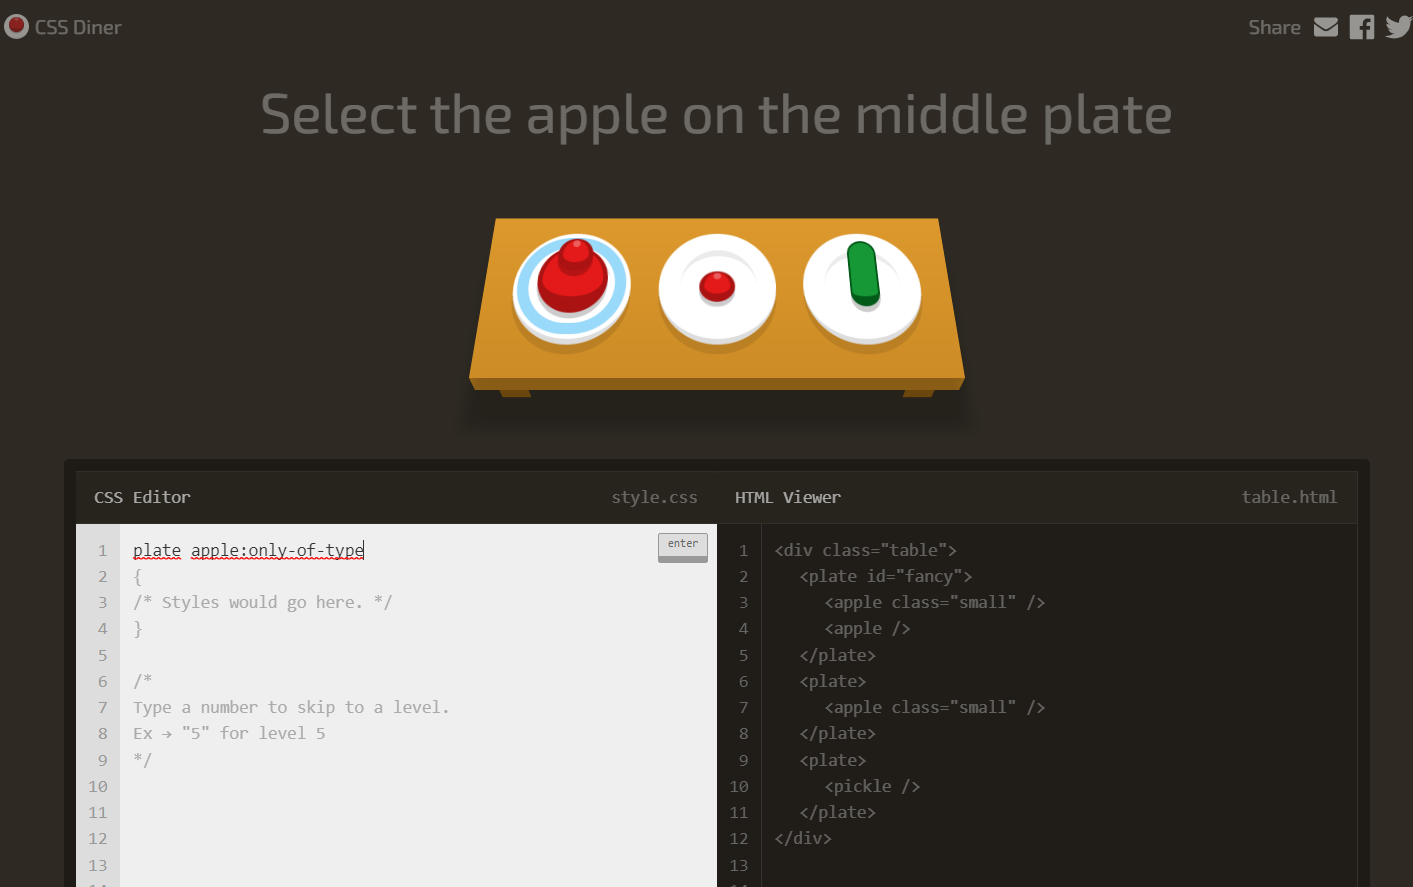 CSS Diner
Share
Select the apple on the middle plate
CSS Editor
style.css
1 plate apple:only-of-type
enter
2 {
3 /* Styles would go here. */
4 }
5
6 /*
7 Type a number to skip to a level.
8 Ex → "5" for level 5
9 */
10
11
12
13
HTML Viewer
table.html
1 <div class="table">
2 <plate id="fancy">
3 <apple class="small" />
4 <apple />
5 </plate>
6 <plate>
7 <apple class="small" />
8 </plate>
9 <plate>
10 <pickle />
11 </plate>
12 </div>
13